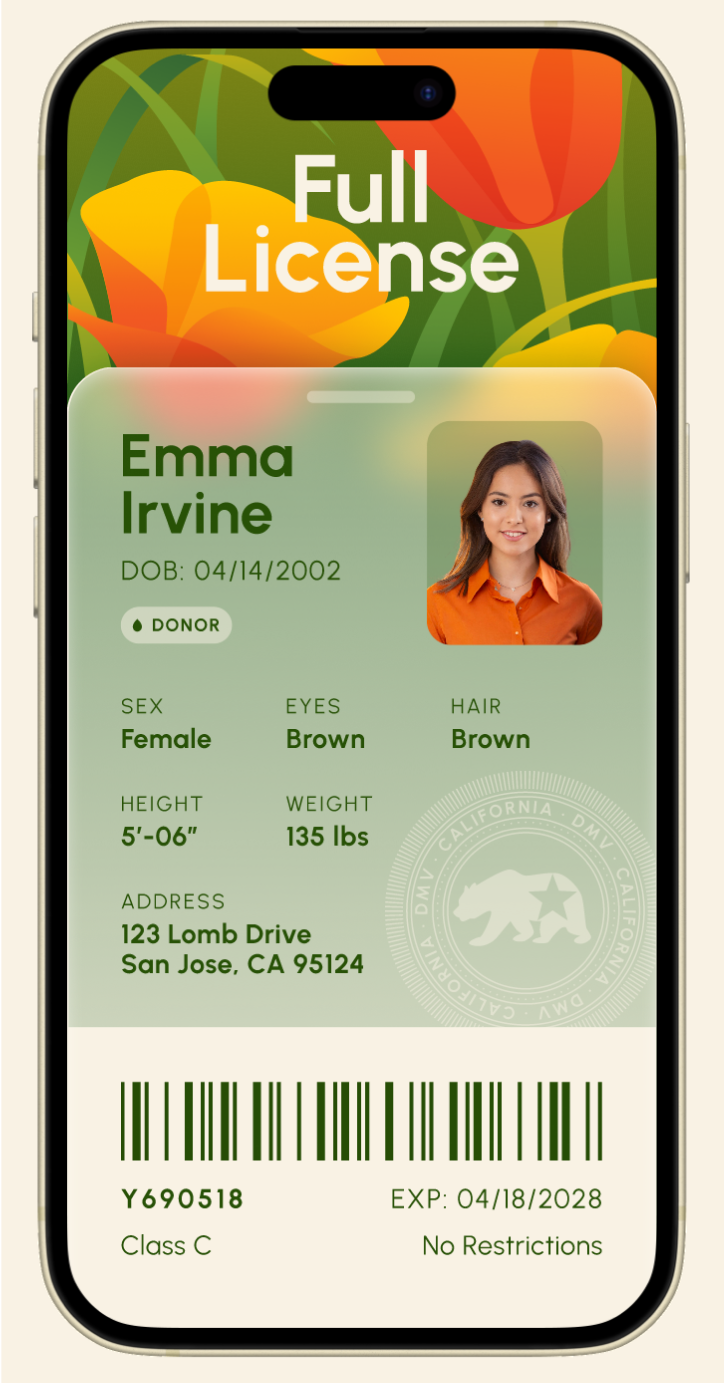 Full
License
Emma
Irvine
DOB: 04/14/2002
DONOR
SEX EYES HAIR
Female Brown Brown
HEIGHT WEIGHT
5’-06” 135 lbs
ADDRESS
123 Lomb Drive
San Jose, CA 95124
DMV · CALIFORNIA · DMV · CALIFORNIA · DMV · CALIFORNIA ·
Y690518 EXP: 04/18/2028
Class C No Restrictions